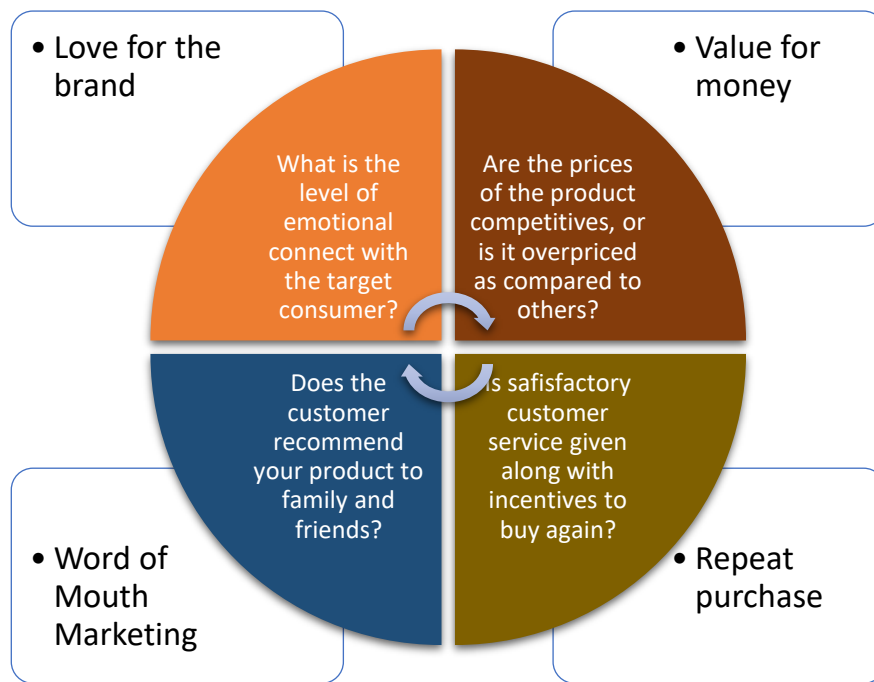 • Love for the
brand
• Value for
money
What is the
level of
emotional
connect with
the target
consumer?
Are the prices
of the product
competitives, or
is it overpriced
as compared to
others?
Does the
customer
recommend
your product to
family and
friends?
Is safisfactory
customer
service given
along with
incentives to
buy again?
• Word of
Mouth
Marketing
• Repeat
purchase